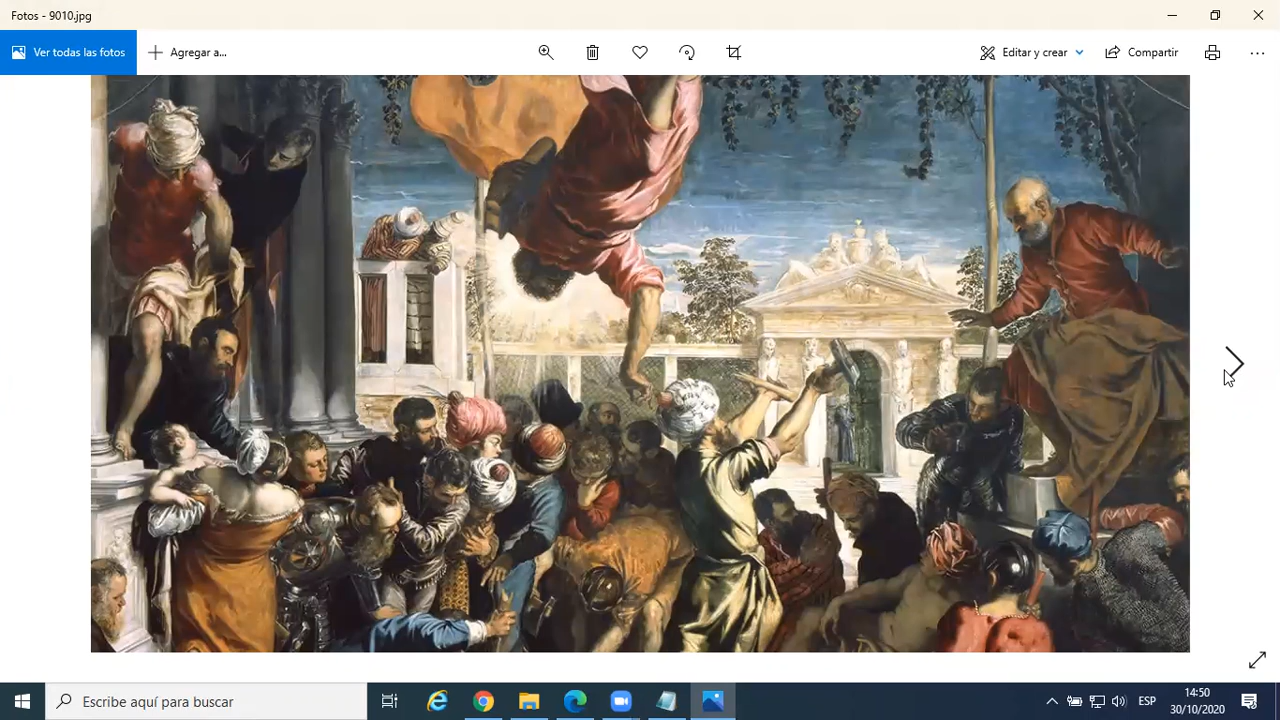 Fotos - 9010.jpg
Ver todas las fotos
Agregar a...
Editar y crear
Compartir
Escribe aquí para buscar
ESP
14:50
30/10/2020